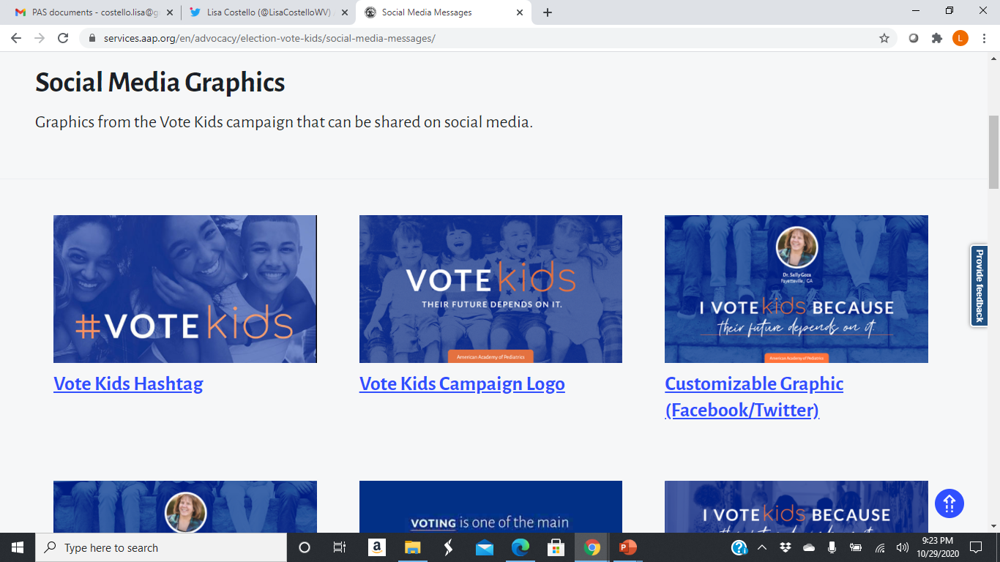 PAS documents - costello.lisa@g
Lisa Costello (@LisaCostelloWV)
Social Media Messages
services.aap.org/en/advocacy/election-vote-kids/social-media-messages/
L
Social Media Graphics
Graphics from the Vote Kids campaign that can be shared on social media.
#VOTEkids
VOTEkids
THEIR FUTURE DEPENDS ON IT.
American Academy of Pediatrics
Dr. Sally Goza
Fayetteville, GA
I VOTE kids BECAUSE
their future depends on it.
American Academy of Pediatrics
Provide feedback
Vote Kids Hashtag
Vote Kids Campaign Logo
Customizable Graphic
(Facebook/Twitter)
VOTING is one of the main
I VOTE kids BECAUSE
Type here to search
9:23 PM
10/29/2020